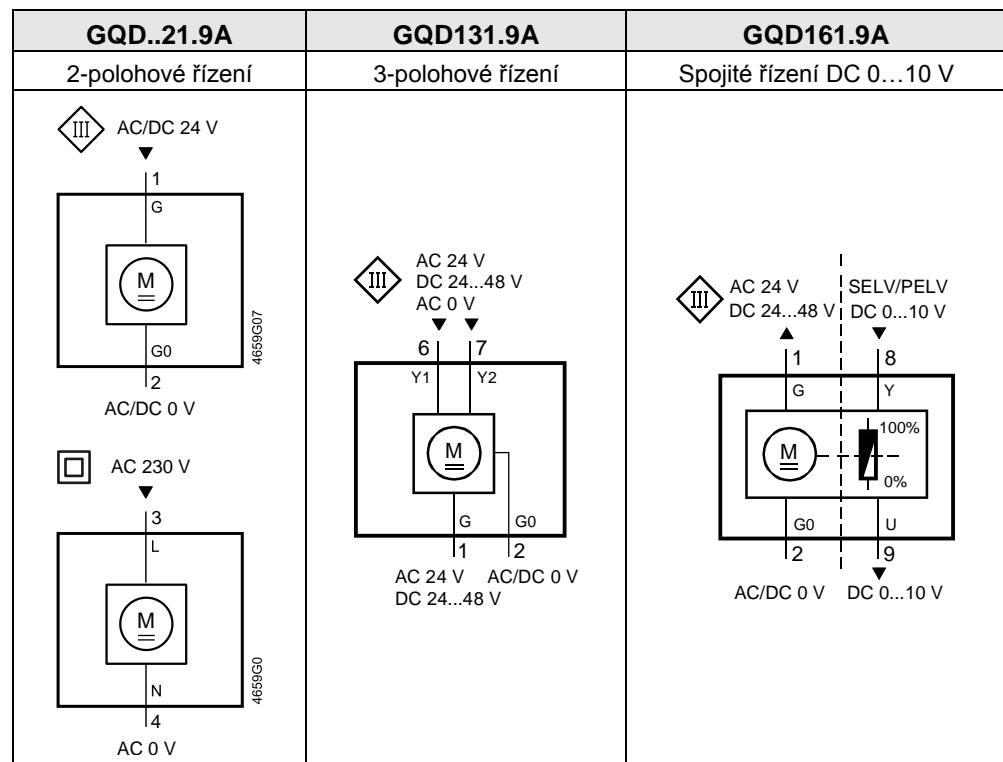 GQD..21.9A
GQD131.9A
GQD161.9A
2-polohové řízení
3-polohové řízení
Spojité řízení DC 0…10 V
III
AC/DC 24 V
1
G
M
G0
2
AC/DC 0 V
4659G07
AC 230 V
3
L
M
N
4
AC 0 V
4659G0
III
AC 24 V
DC 24...48 V
AC 0 V
6
7
Y1
Y2
M
G
G0
1
2
AC 24 V
AC/DC 0 V
DC 24...48 V
III
AC 24 V
DC 24...48 V
SELV/PELV
DC 0...10 V
1
8
G
Y
M
100%
0%
G0
U
2
9
AC/DC 0 V
DC 0...10 V